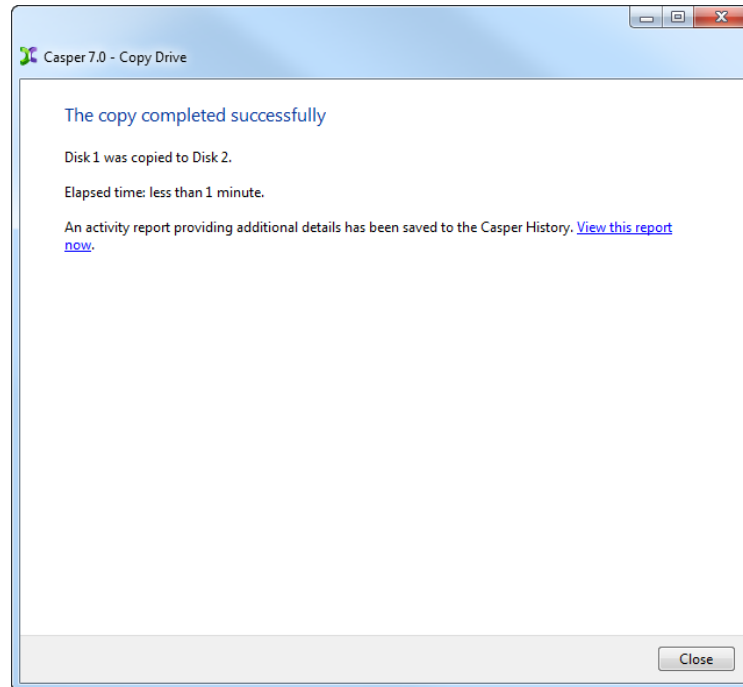 Casper 7.0 - Copy Drive
The copy completed successfully
Disk 1 was copied to Disk 2.
Elapsed time: less than 1 minute.
An activity report providing additional details has been saved to the Casper History. View this report
now.
Close